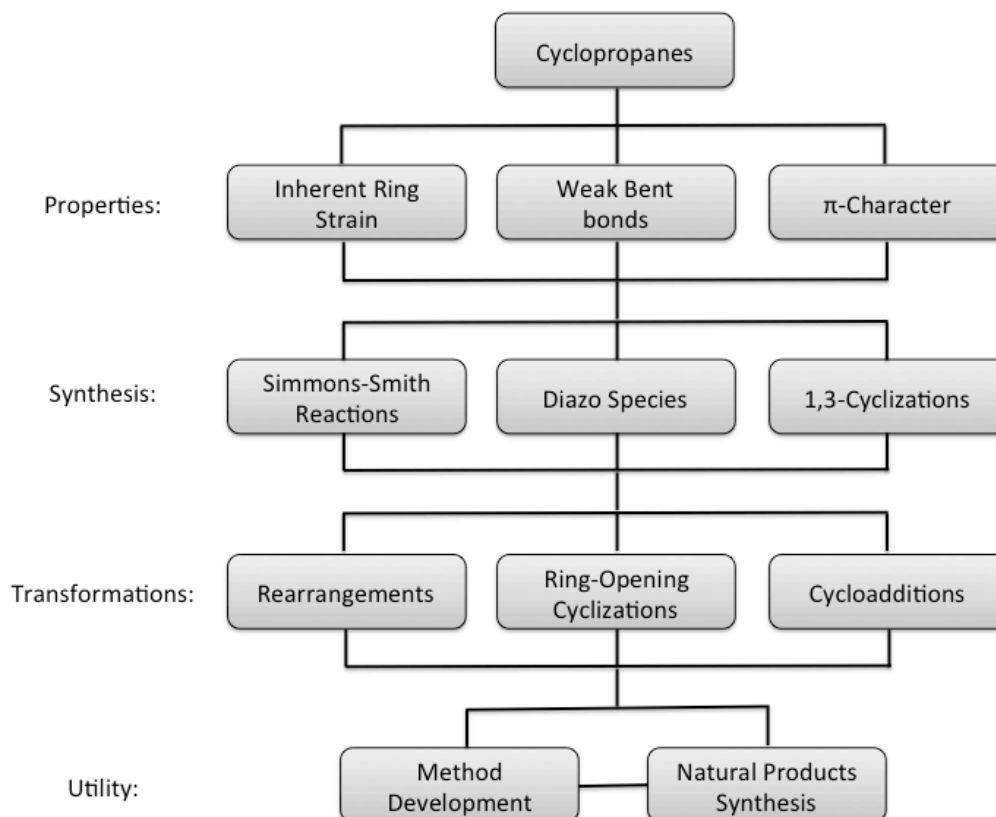 Cyclopropanes
Properties:
Inherent Ring
Strain
Weak Bent
bonds
π-Character
Synthesis:
Simmons-Smith
Reactions
Diazo Species
1,3-Cyclizations
Transformations:
Rearrangements
Ring-Opening
Cyclizations
Cycloadditions
Utility:
Method
Development
Natural Products
Synthesis